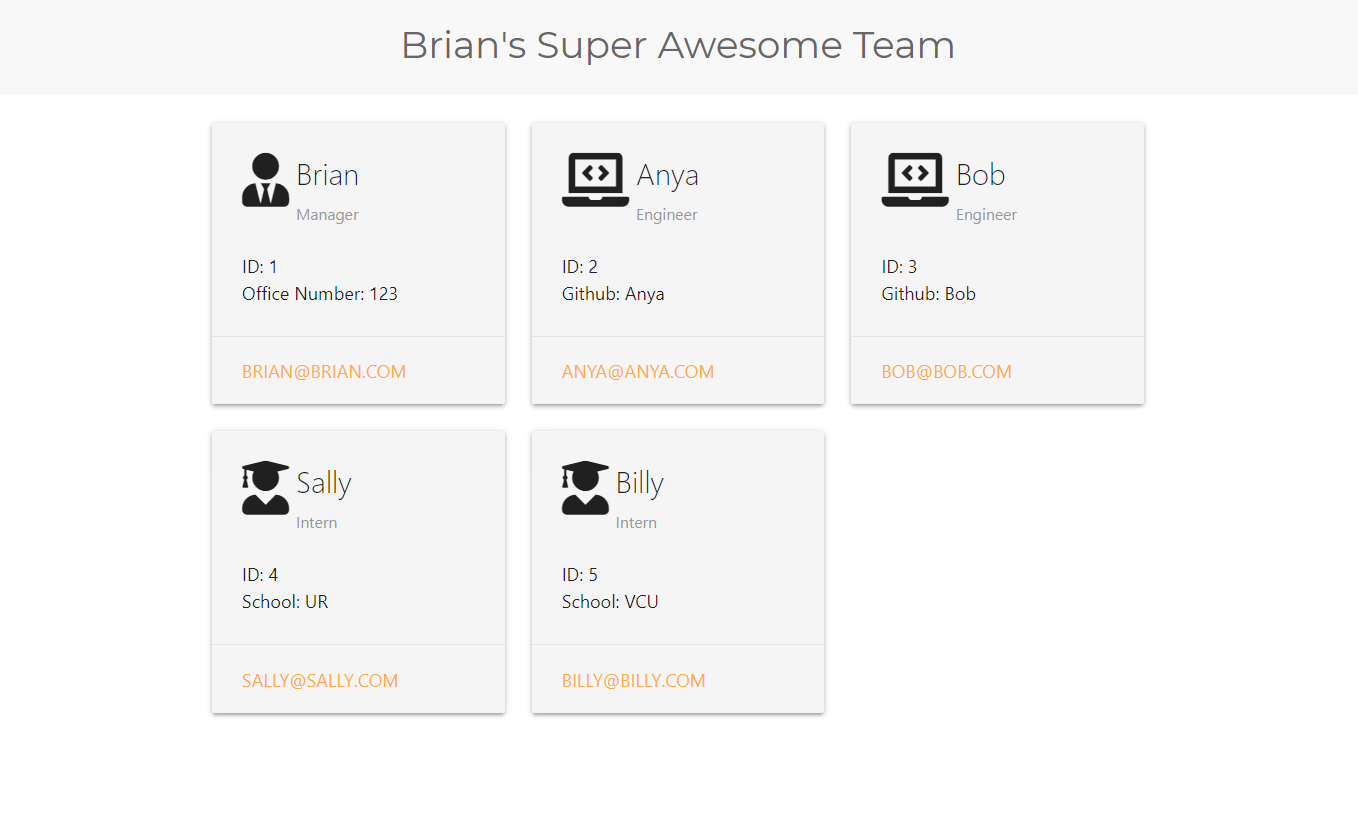 Brian's Super Awesome Team
Brian
Manager
ID: 1
Office Number: 123
BRIAN@BRIAN.COM
Anya
Engineer
ID: 2
Github: Anya
ANYA@ANYA.COM
Bob
Engineer
ID: 3
Github: Bob
BOB@BOB.COM
Sally
Intern
ID: 4
School: UR
SALLY@SALLY.COM
Billy
Intern
ID: 5
School: VCU
BILLY@BILLY.COM